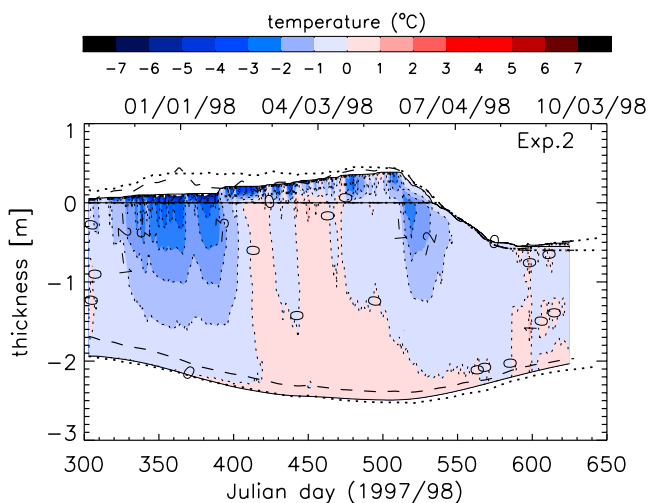 temperature (°C)
-7 -6 -5 -4 -3 -2 -1 0 1 2 3 4 5 6 7
01/01/98 04/03/98 07/04/98 10/03/98
Exp.2
1
0
-1
-2
-3
thickness [m]
300 350 400 450 500 550 600 650
Julian day (1997/98)